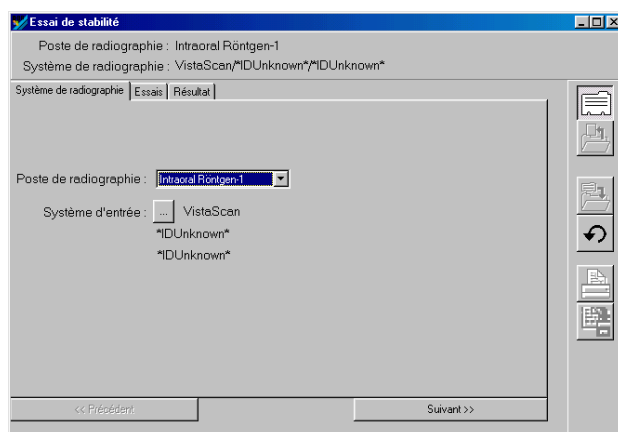 Essai de stabilité
Poste de radiographie : Intraoral Röntgen-1
Système de radiographie : VistaScan/*IDUnknown*/*IDUnknown*
Système de radiographie Essais Résultat
Poste de radiographie : Intraoral Röntgen-1
Système d'entrée : ... VistaScan
*IDUnknown*
*IDUnknown*
<< Précédent Suivant >>